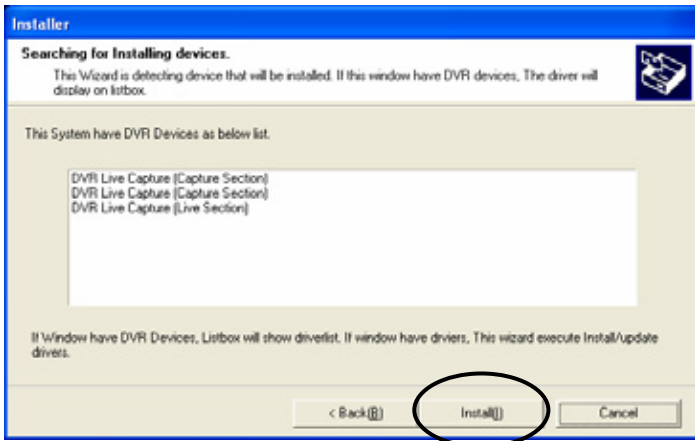 Installer
Searching for Installing devices.
This Wizard is detecting device that will be installed. If this window have DVR devices, The driver will
display on listbox.
This System have DVR Devices as below list.
DVR Live Capture (Capture Section)
DVR Live Capture (Capture Section)
DVR Live Capture (Live Section)
If Window have DVR Devices, Listbox will show driverlist. If window have drviers, This wizard execute Install/update
drivers.
< Back(B) Install(I) Cancel